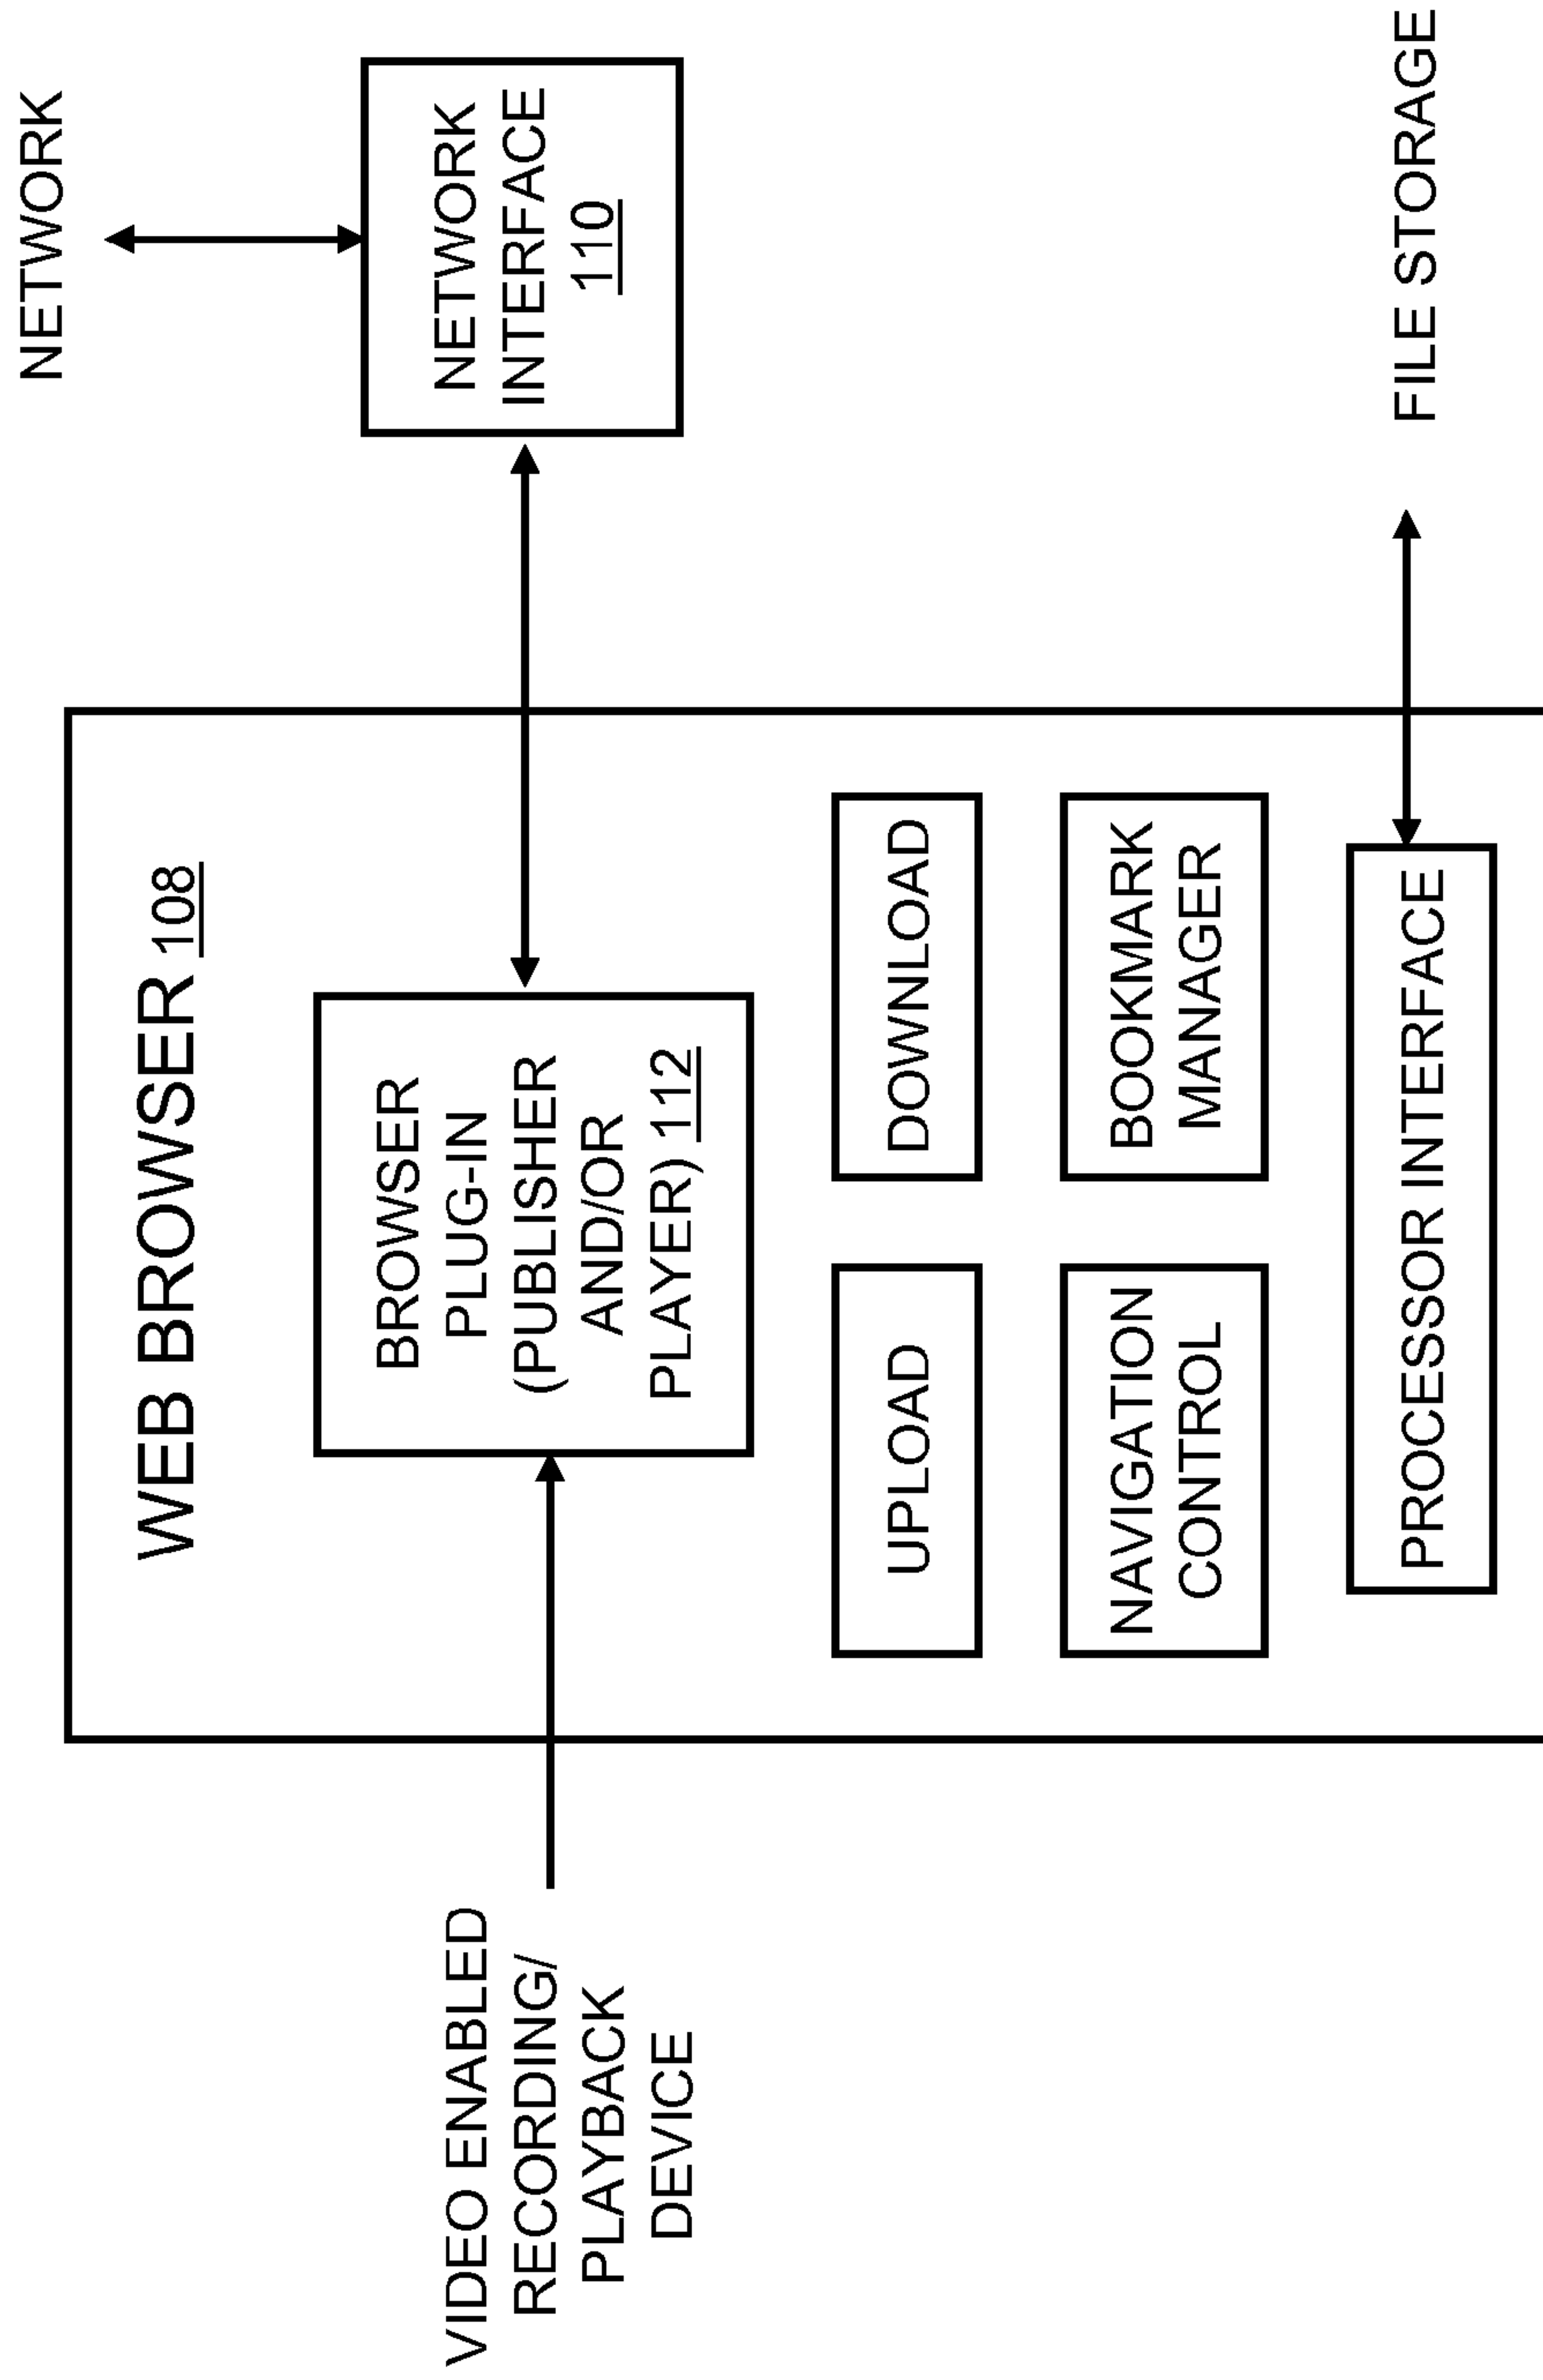 NETWORK
WEB BROWSER 108
NETWORK
INTERFACE
110
BROWSER
PLUG-IN
(PUBLISHER
AND/OR
PLAYER) 112
VIDEO ENABLED
RECORDING/
PLAYBACK
DEVICE
UPLOAD
DOWNLOAD
NAVIGATION
CONTROL
BOOKMARK
MANAGER
PROCESSOR INTERFACE
FILE STORAGE